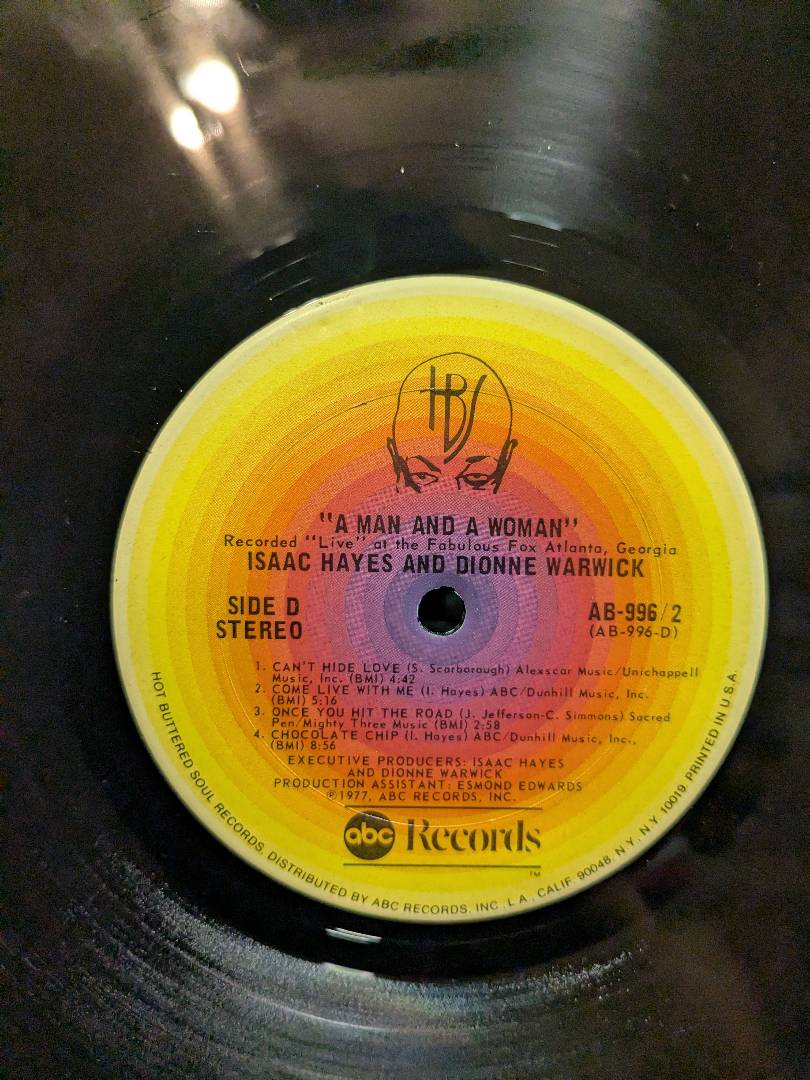 HBS
"A MAN AND A WOMAN"
Recorded "Live" at the Fabulous Fox Atlanta, Georgia
ISAAC HAYES AND DIONNE WARWICK
SIDE D
STEREO
AB-996/2
(AB-996-D)
1. CAN'T HIDE LOVE (S. Scarborough) Alexscar Music/Unichappell
Music, Inc. (BMI) 4:42
2. COME LIVE WITH ME (I. Hayes) ABC/Dunhill Music, Inc.
(BMI) 5:16
3. ONCE YOU HIT THE ROAD (J. Jefferson-C. Simmons) Sacred
Pen/Mighty Three Music (BMI) 2:58
4. CHOCOLATE CHIP (I. Hayes) ABC/Dunhill Music, Inc.,
(BMI) 8:56
EXECUTIVE PRODUCERS: ISAAC HAYES
AND DIONNE WARWICK
PRODUCTION ASSISTANT: ESMOND EDWARDS
℗1977, ABC RECORDS, INC.
abc Records
TM
HOT BUTTERED SOUL RECORDS, DISTRIBUTED BY ABC RECORDS, INC., L.A., CALIF. 90048, N.Y., N.Y. 10019 PRINTED IN U.S.A.